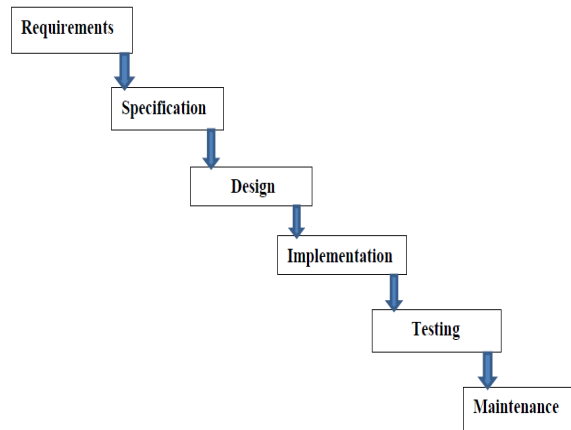 Requirements
Specification
Design
Implementation
Testing
Maintenance